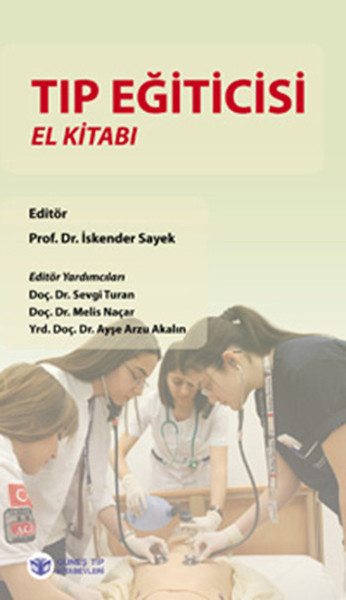 TIP EĞİTİCİSİ
EL KİTABI
Editör
Prof. Dr. İskender Sayek
Editör Yardımcıları
Doç. Dr. Sevgi Turan
Doç. Dr. Melis Naçar
Yrd. Doç. Dr. Ayşe Arzu Akalın
GÜNEŞ TIP
KİTABEVLERİ